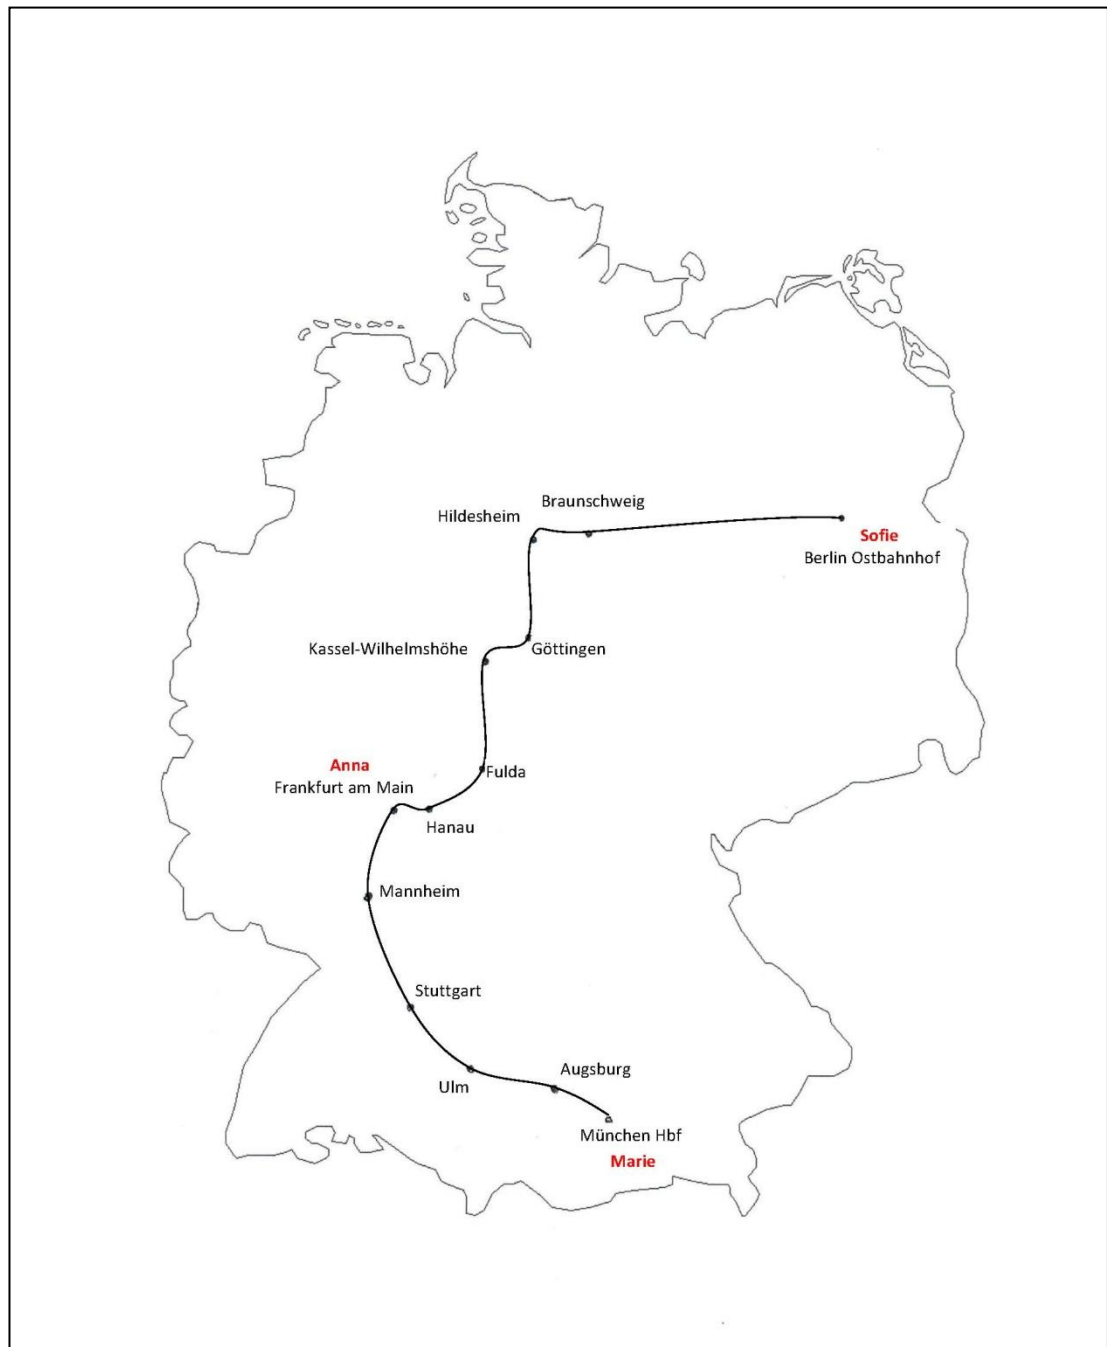 Braunschweig
Hildesheim
Sofie
Berlin Ostbahnhof
Kassel-Wilhelmshöhe
Göttingen
Anna
Frankfurt am Main
Fulda
Hanau
Mannheim
Stuttgart
Augsburg
Ulm
München Hbf
Marie